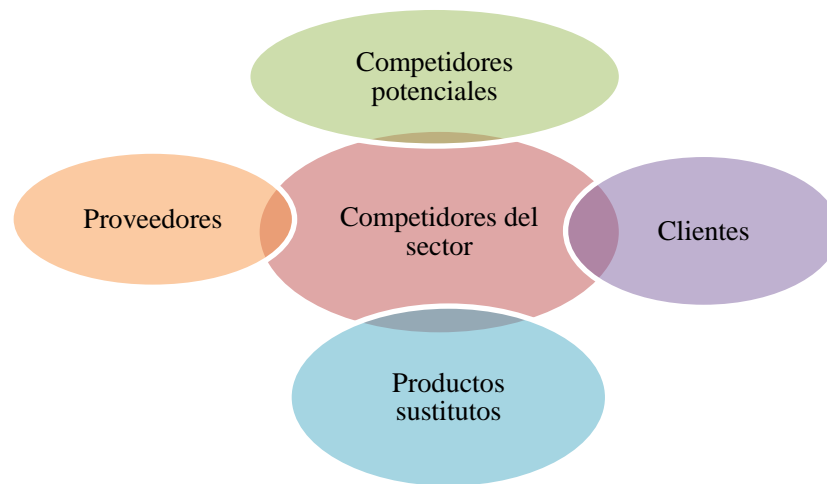 Competidores
potenciales
Proveedores
Competidores del
sector
Clientes
Productos
sustitutos